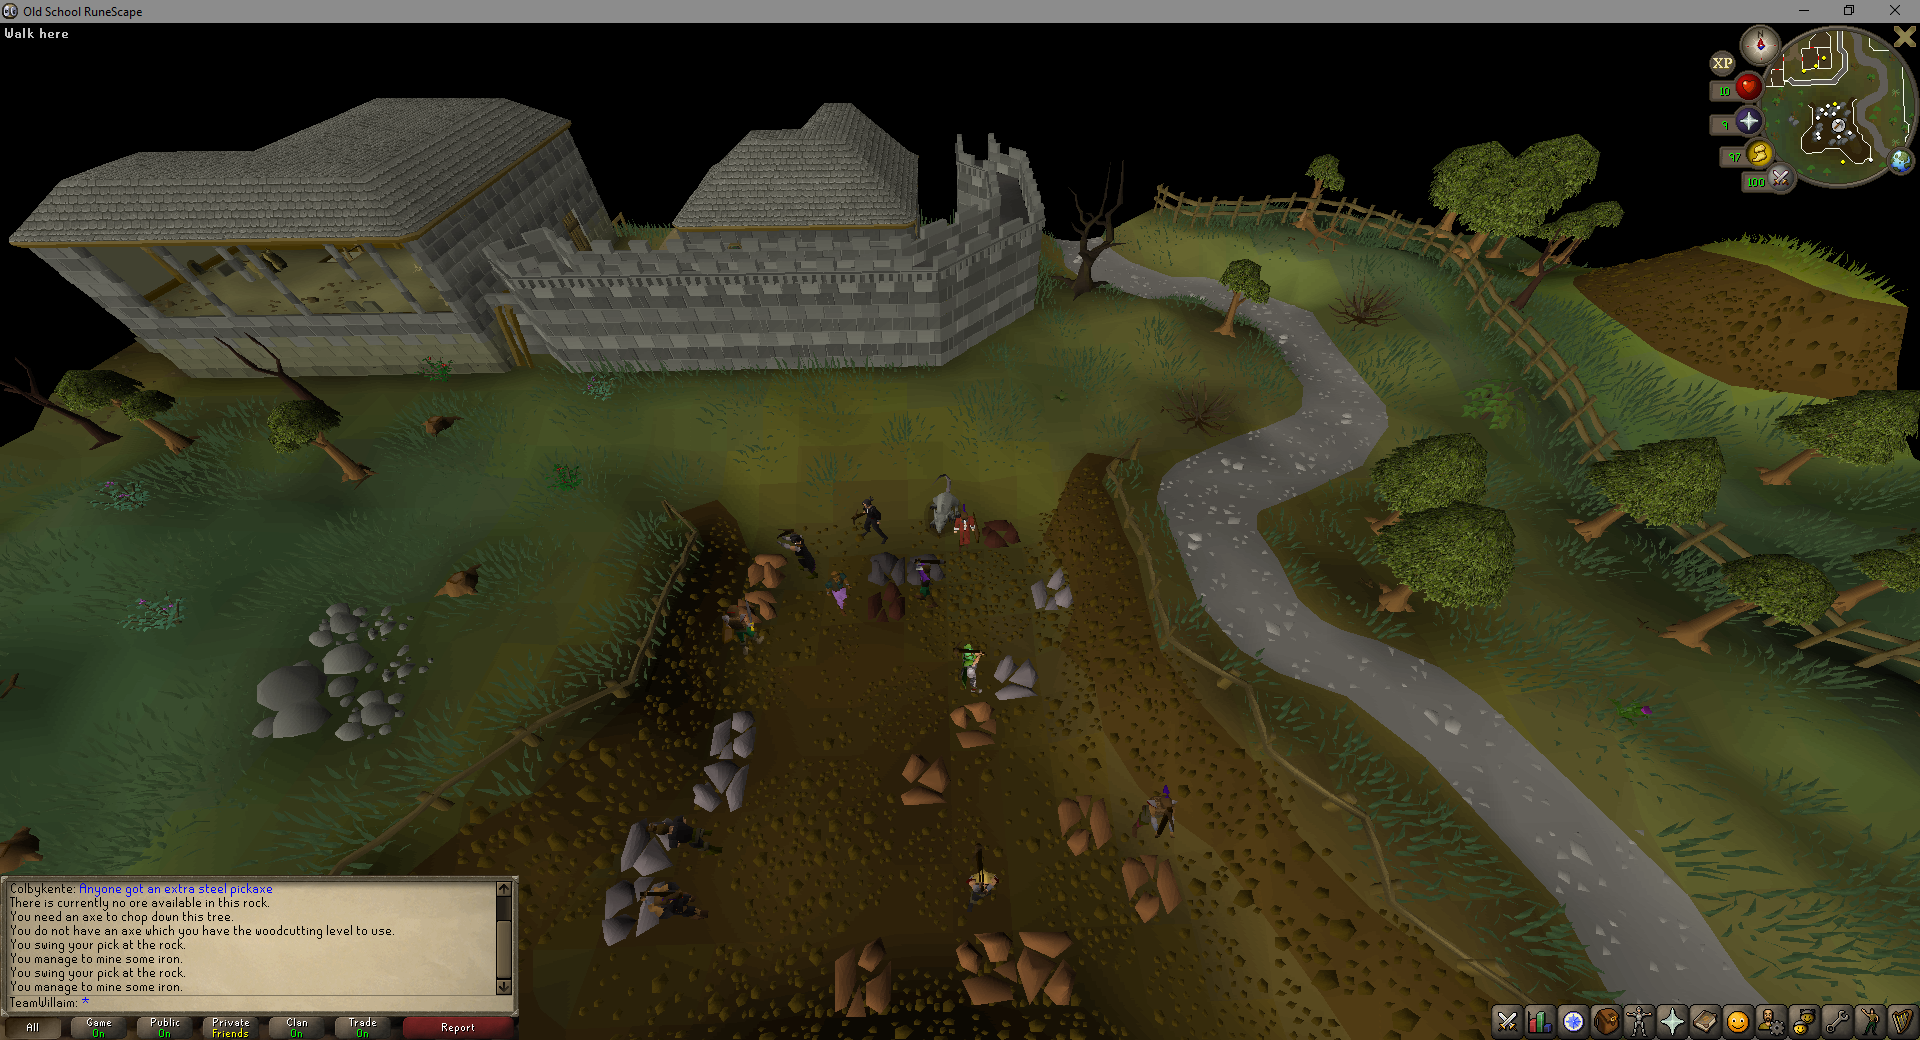 Old School RuneScape
Walk here
N
XP
10
9
97
100
Colbykente: Anyone got an extra steel pickaxe
There is currently no ore available in this rock.
You need an axe to chop down this tree.
You do not have an axe which you have the woodcutting level to use.
You swing your pick at the rock.
You manage to mine some iron.
You swing your pick at the rock.
You manage to mine some iron.
TeamWillaim: *
All
Game
On
Public
On
Private
Friends
Clan
On
Trade
On
Report